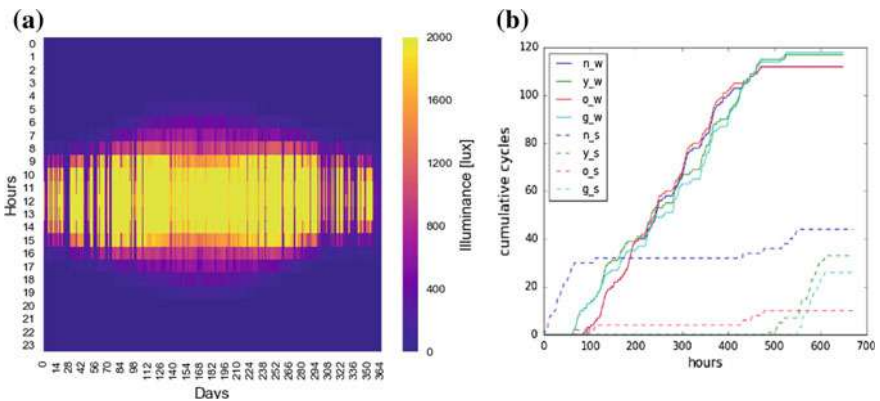 (a)
0
1
2
3
4
5
6
7
8
9
10
11
12
13
14
15
16
17
18
19
20
21
22
23
Hours
0 14 28 42 56 70 84 98 112 126 140 154 168 182 196 210 224 238 252 266 280 294 308 322 336 350 364
Days
2000
1600
1200
800
400
0
Illuminance [lux]
(b)
120
100
80
60
40
20
0
cumulative cycles
n_w
y_w
o_w
g_w
n_s
y_s
o_s
g_s
0 100 200 300 400 500 600 700
hours